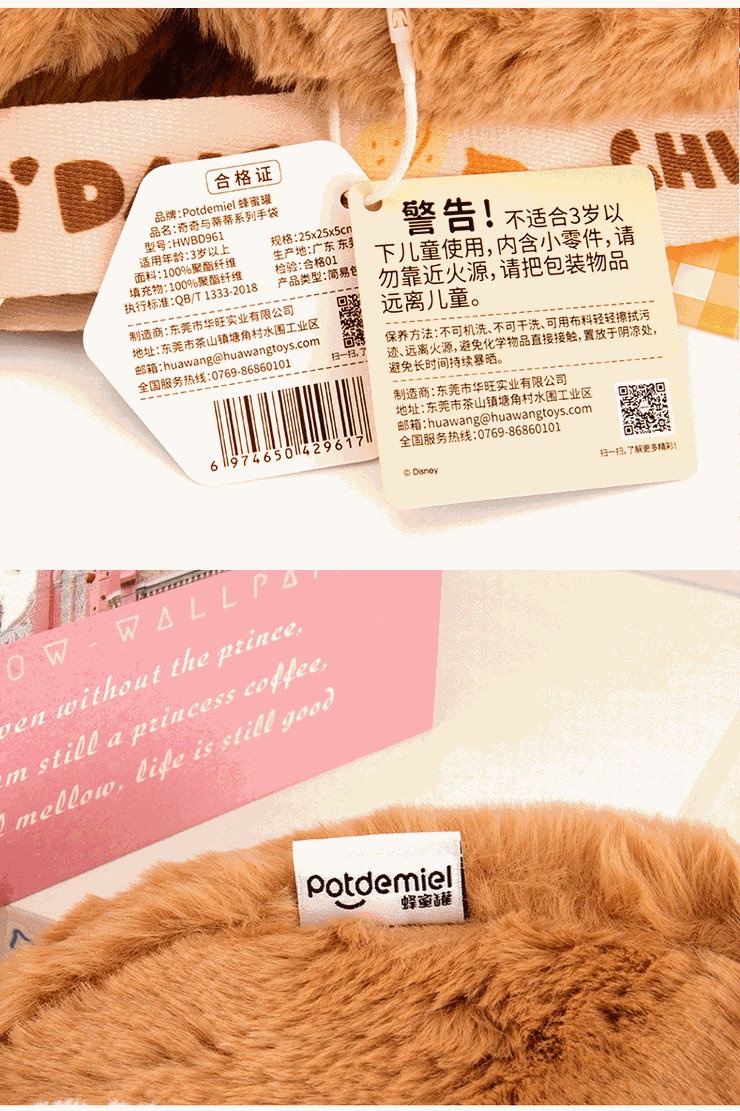 合格证
品牌:Potdemiel 蜂蜜罐
品名:奇奇与蒂蒂系列手袋
型号:HWBD961
适用年龄:3岁以上
面料:100%聚酯纤维
填充物:100%聚酯纤维
执行标准:QB/T 1333-2018
规格:25x25x5cm
生产地:广东 东莞
检验:合格01
产品类型:简易包
制造商:东莞市华旺实业有限公司
地址:东莞市茶山镇塘角村水围工业区
邮箱:huawang@huawangtoys.com
全国服务热线:0769-86860101
扫一扫,了
6 974650 429617
警告!不适合3岁以
下儿童使用,内含小零件,请
勿靠近火源,请把包装物品
远离儿童。
保养方法:不可机洗、不可干洗、可用布料轻轻擦拭污
迹、远离火源,避免化学物品直接接触,置放于阴凉处,
避免长时间持续暴晒。
制造商:东莞市华旺实业有限公司
地址:东莞市茶山镇塘角村水围工业区
邮箱:huawang@huawangtoys.com
全国服务热线:0769-86860101
扫一扫,了解更多精彩!
© Disney
OW-WALLPA
ven without the prince,
am still a princess coffee,
l mellow, life is still good
potdemiel
蜂蜜罐